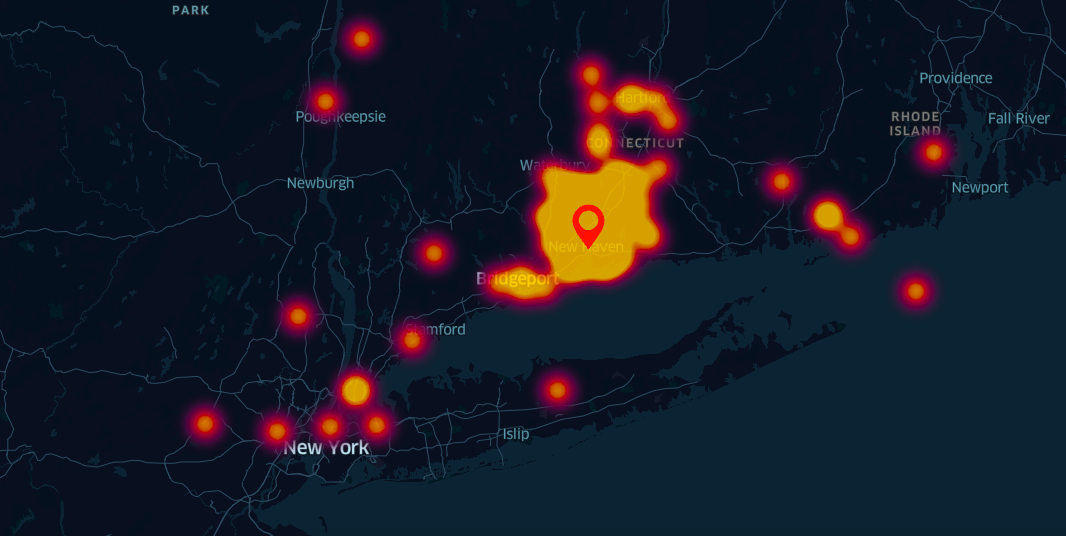 PARK
Providence
Hartford
Poughkeepsie
RHODE
ISLAND
Fall River
CONNECTICUT
Waterbury
Newburgh
Newport
New Haven...
Bridgeport
Stamford
Islip
New York